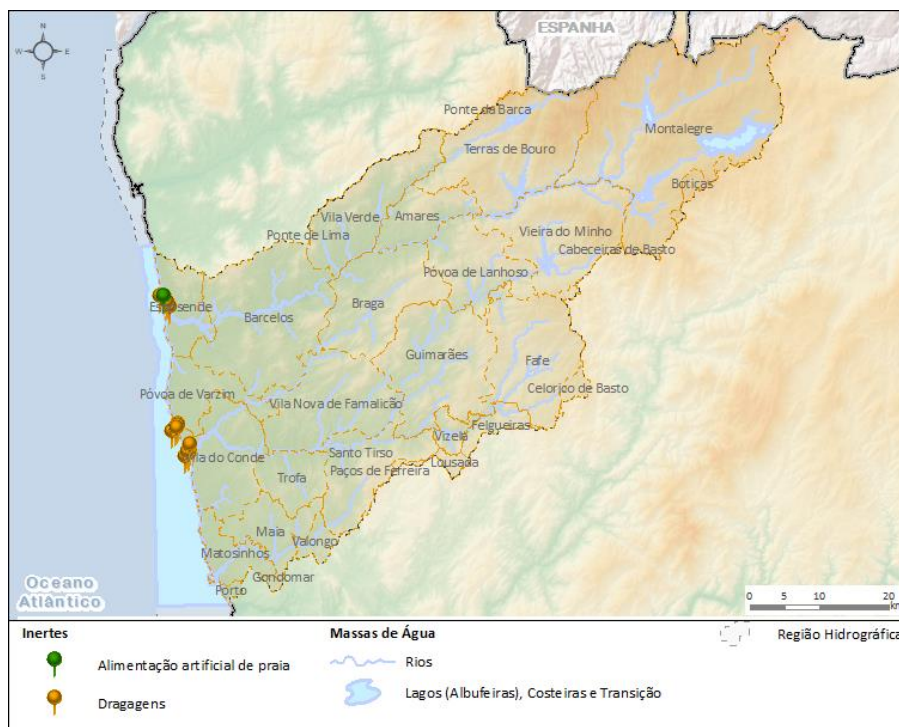 N
W
E
S
ESPANHA
Ponte da Barca
Montalegre
Terras de Bouro
Boticas
Vila Verde
Amares
Ponte de Lima
Vieira do Minho
Cabeceiras de Basto
Póvoa de Lanhoso
Esposende
Braga
Barcelos
Guimarães
Fafe
Celorico de Basto
Póvoa de Varzim
Vila Nova de Famalicão
Felgueiras
Vizela
Vila do Conde
Santo Tirso
Lousada
Paços de Ferreira
Trofa
Maia
Valongo
Matosinhos
Gondomar
Porto
Oceano
Atlântico
0 5 10 20
km
Inertes
Alimentação artificial de praia
Dragagens
Massas de Água
Rios
Lagos (Albufeiras), Costeiras e Transição
Região Hidrográfica